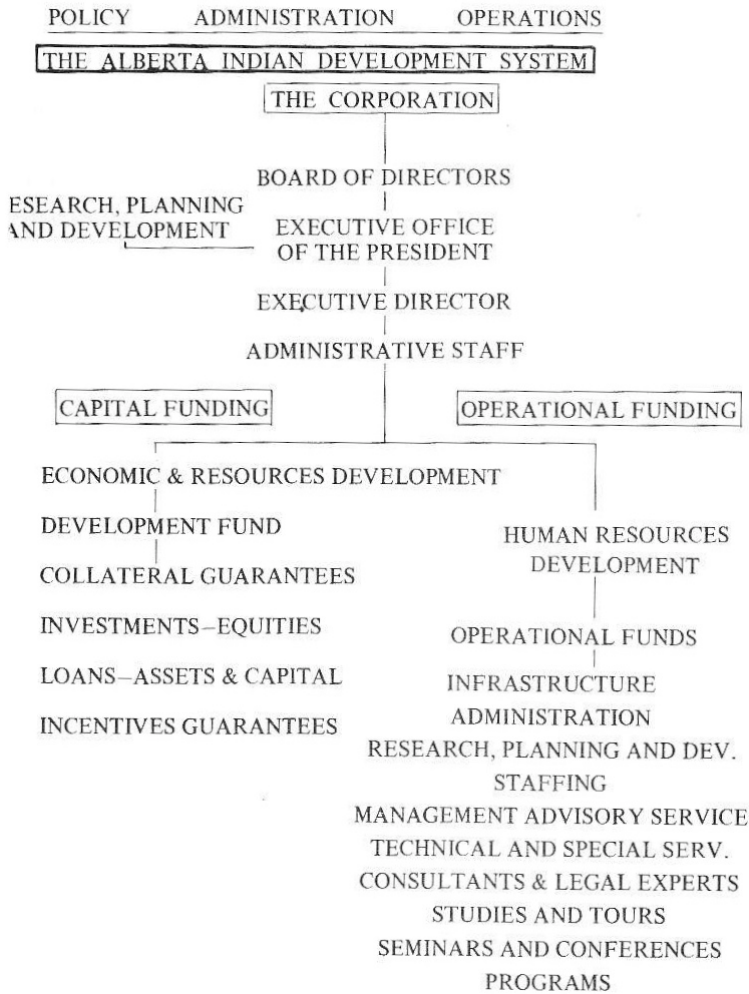 POLICY ADMINISTRATION OPERATIONS
THE ALBERTA INDIAN DEVELOPMENT SYSTEM
THE CORPORATION
BOARD OF DIRECTORS
ESEARCH, PLANNING
AND DEVELOPMENT
EXECUTIVE OFFICE
OF THE PRESIDENT
EXECUTIVE DIRECTOR
ADMINISTRATIVE STAFF
CAPITAL FUNDING
OPERATIONAL FUNDING
ECONOMIC & RESOURCES DEVELOPMENT
DEVELOPMENT FUND
COLLATERAL GUARANTEES
INVESTMENTS–EQUITIES
LOANS–ASSETS & CAPITAL
INCENTIVES GUARANTEES
HUMAN RESOURCES
DEVELOPMENT
OPERATIONAL FUNDS
INFRASTRUCTURE
ADMINISTRATION
RESEARCH, PLANNING AND DEV.
STAFFING
MANAGEMENT ADVISORY SERVICE
TECHNICAL AND SPECIAL SERV.
CONSULTANTS & LEGAL EXPERTS
STUDIES AND TOURS
SEMINARS AND CONFERENCES
PROGRAMS